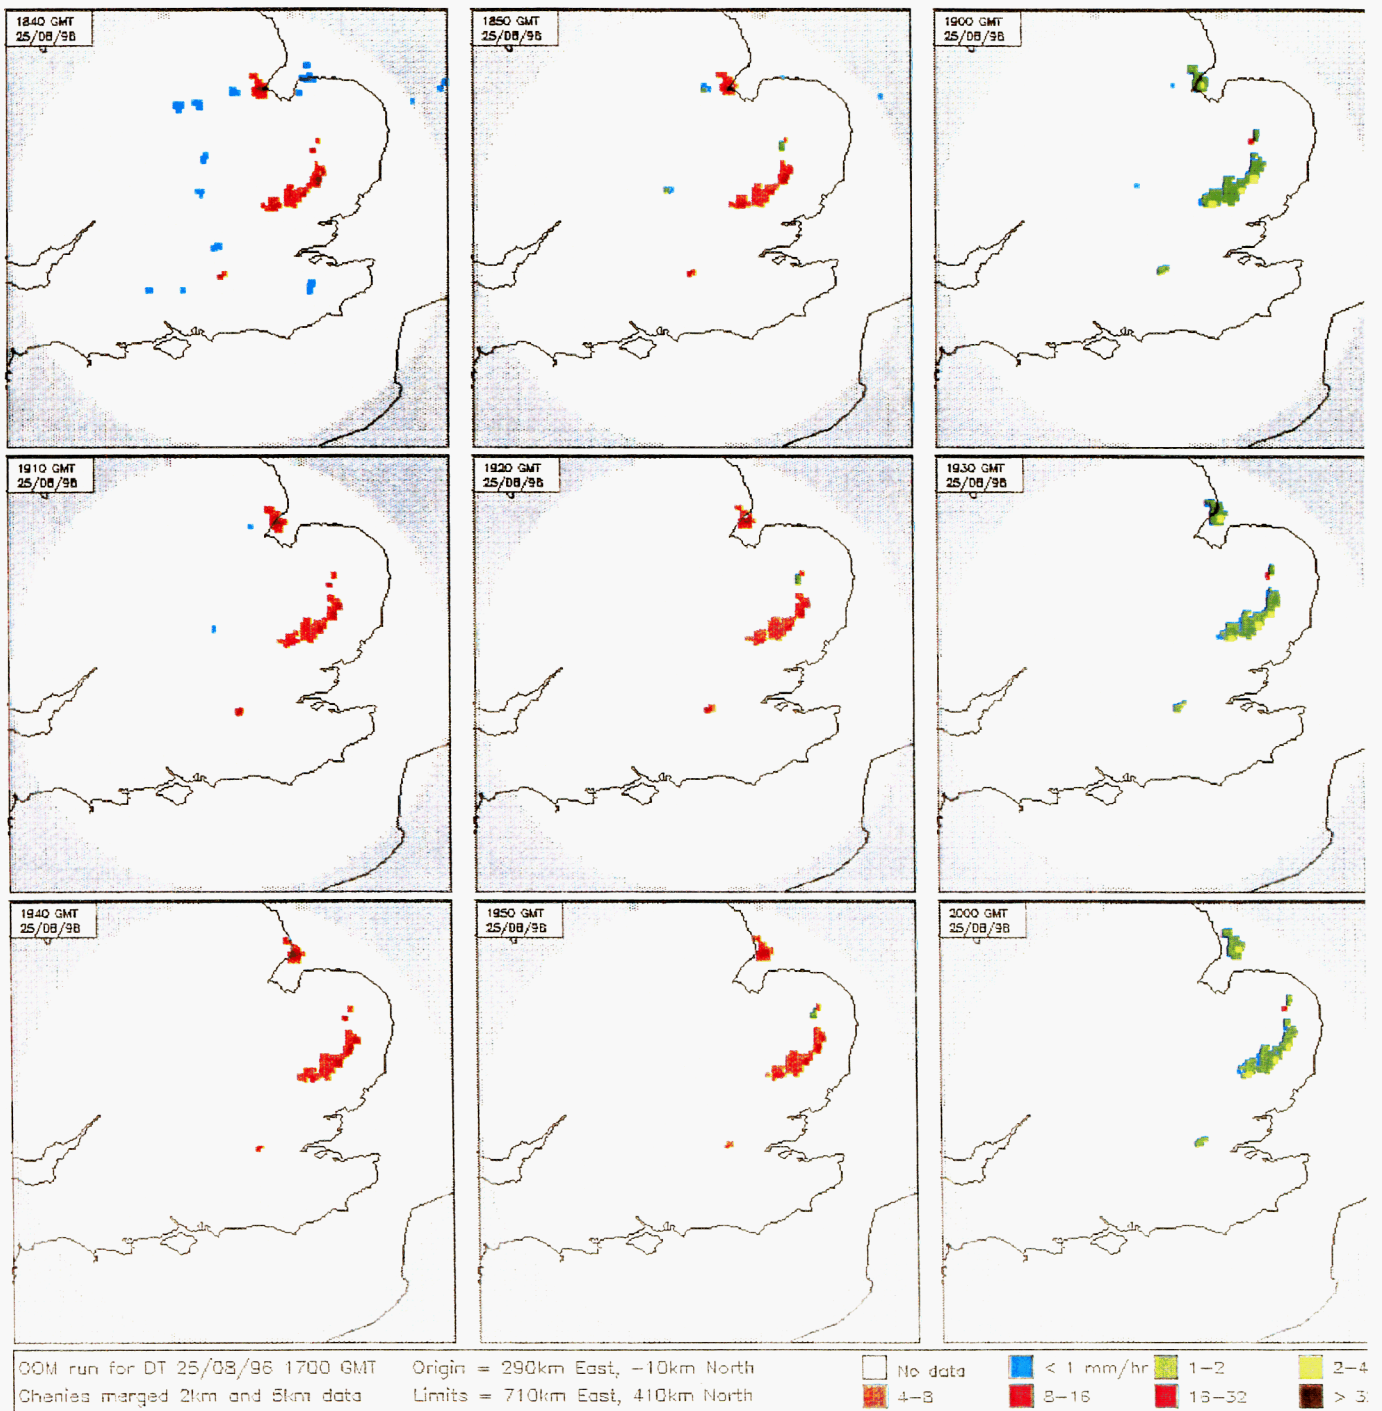 1840 GMT
25/08/96
1850 GMT
25/08/96
1900 GMT
25/08/96
1910 GMT
25/08/96
1920 GMT
25/08/96
1930 GMT
25/08/96
1940 GMT
25/08/96
1950 GMT
25/08/96
2000 GMT
25/08/96
OOM run for DT 25/08/96 1700 GMT Origin = 290km East, -10km North No data < 1 mm/hr 1-2 2-4
Chenies merged 2km and 5km data Limits = 710km East, 410km North 4-8 8-16 16-32 > 3